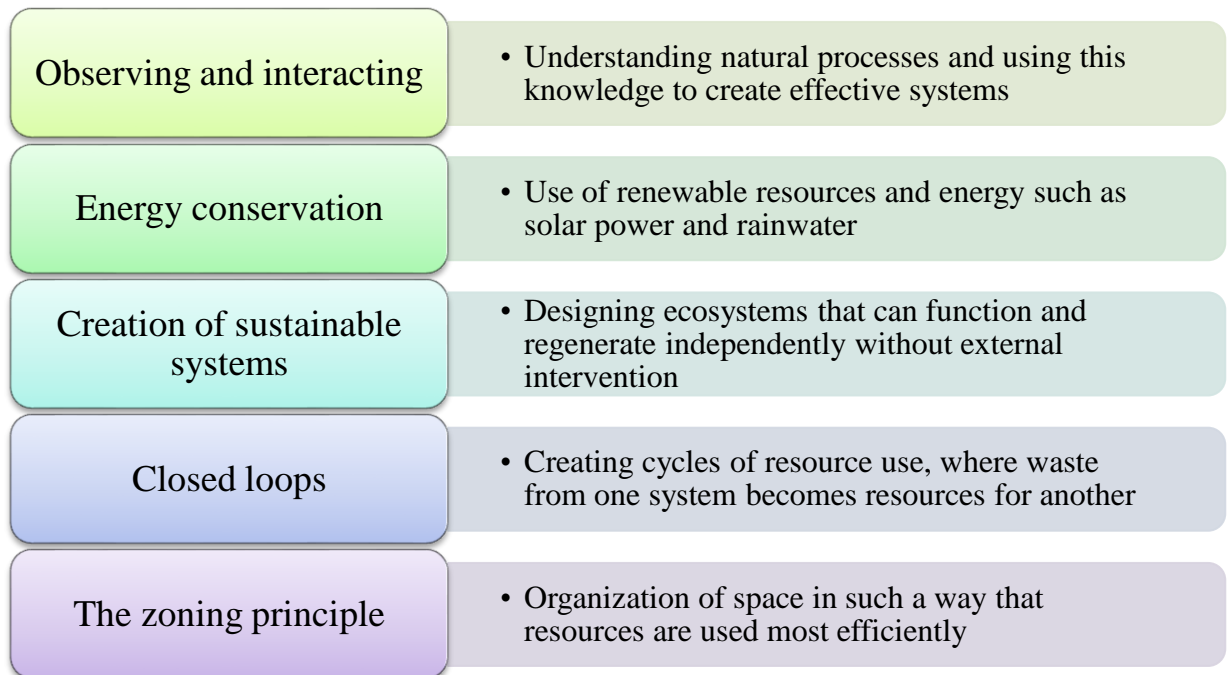 Observing and interacting
• Understanding natural processes and using this
knowledge to create effective systems
Energy conservation
• Use of renewable resources and energy such as
solar power and rainwater
Creation of sustainable
systems
• Designing ecosystems that can function and
regenerate independently without external
intervention
Closed loops
• Creating cycles of resource use, where waste
from one system becomes resources for another
The zoning principle
• Organization of space in such a way that
resources are used most efficiently